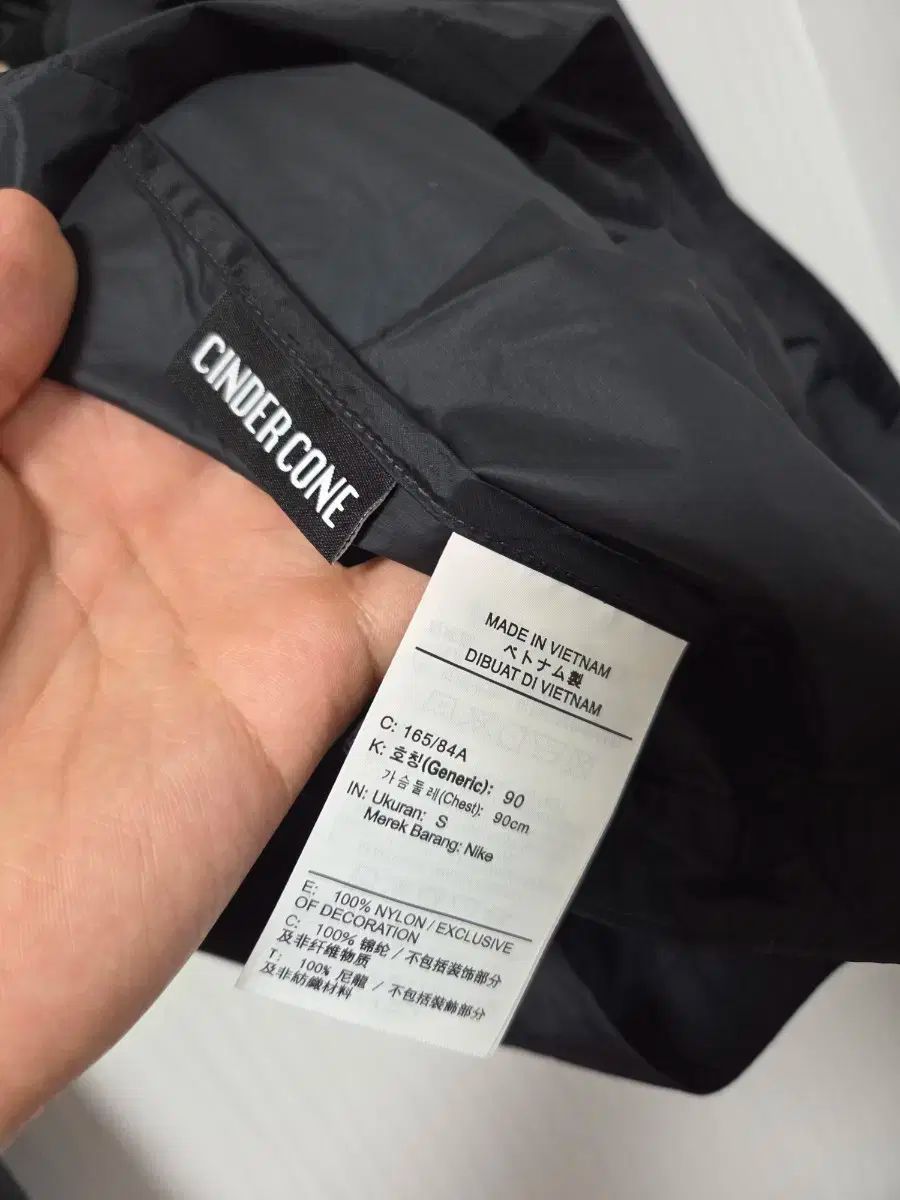 CINDER CONE
MADE IN VIETNAM
ベトナム製
DIBUAT DI VIETNAM
C: 165/84A
K: 호칭(Generic): 90
가슴둘레(Chest): 90cm
IN: Ukuran: S
Merek Barang: Nike
E: 100% NYLON / EXCLUSIVE
OF DECORATION
C: 100% 锦纶 / 不包括装饰部分
及非纤维物质
T: 100% 尼龍 / 不包括裝飾部分
及非紡織材料